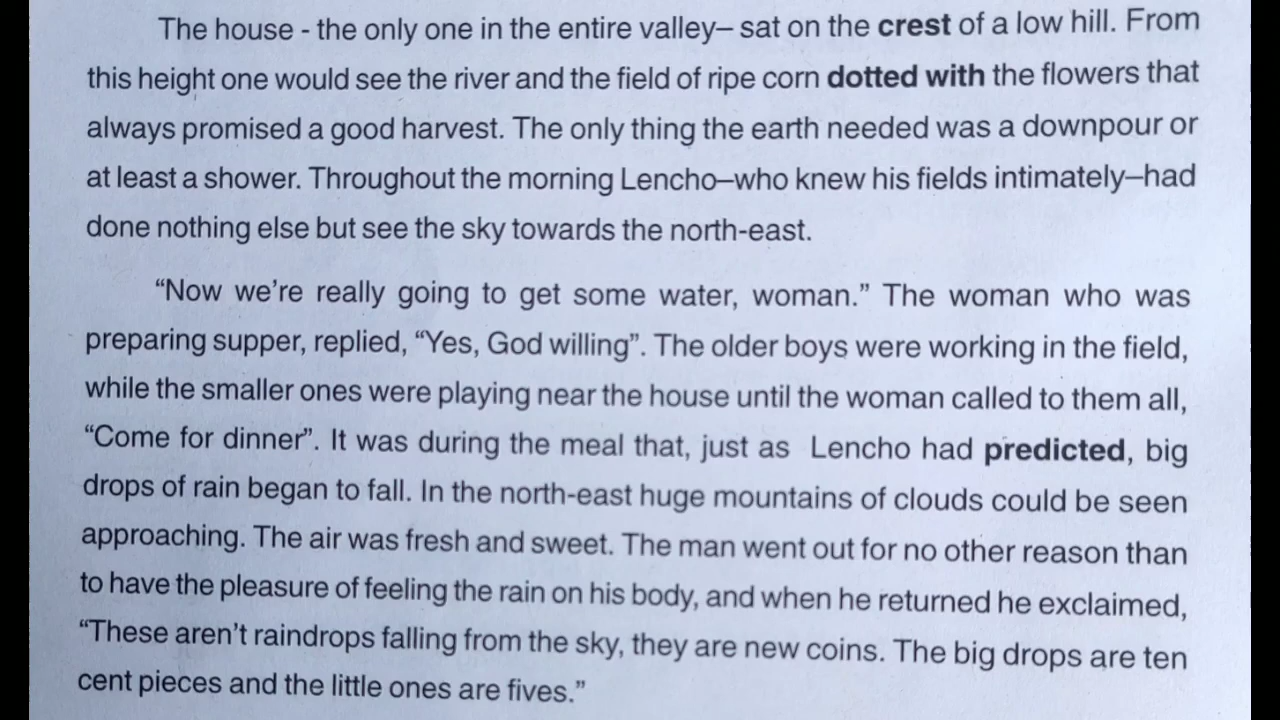 The house - the only one in the entire valley– sat on the crest of a low hill. From
this height one would see the river and the field of ripe corn dotted with the flowers that
always promised a good harvest. The only thing the earth needed was a downpour or
at least a shower. Throughout the morning Lencho–who knew his fields intimately–had
done nothing else but see the sky towards the north-east.
“Now we’re really going to get some water, woman.” The woman who was
preparing supper, replied, “Yes, God willing”. The older boys were working in the field,
while the smaller ones were playing near the house until the woman called to them all,
“Come for dinner”. It was during the meal that, just as Lencho had predicted, big
drops of rain began to fall. In the north-east huge mountains of clouds could be seen
approaching. The air was fresh and sweet. The man went out for no other reason than
to have the pleasure of feeling the rain on his body, and when he returned he exclaimed,
“These aren’t raindrops falling from the sky, they are new coins. The big drops are ten
cent pieces and the little ones are fives.”